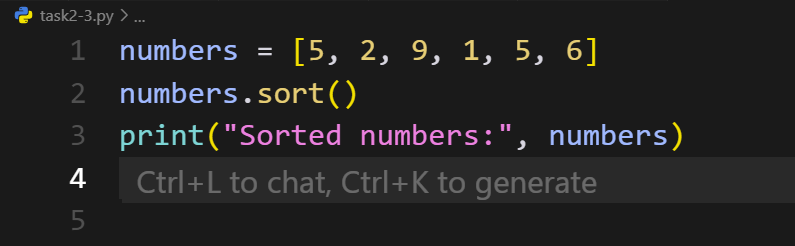 task2-3.py > ...
1 numbers = [5, 2, 9, 1, 5, 6]
2 numbers.sort()
3 print("Sorted numbers:", numbers)
4 Ctrl+L to chat, Ctrl+K to generate
5